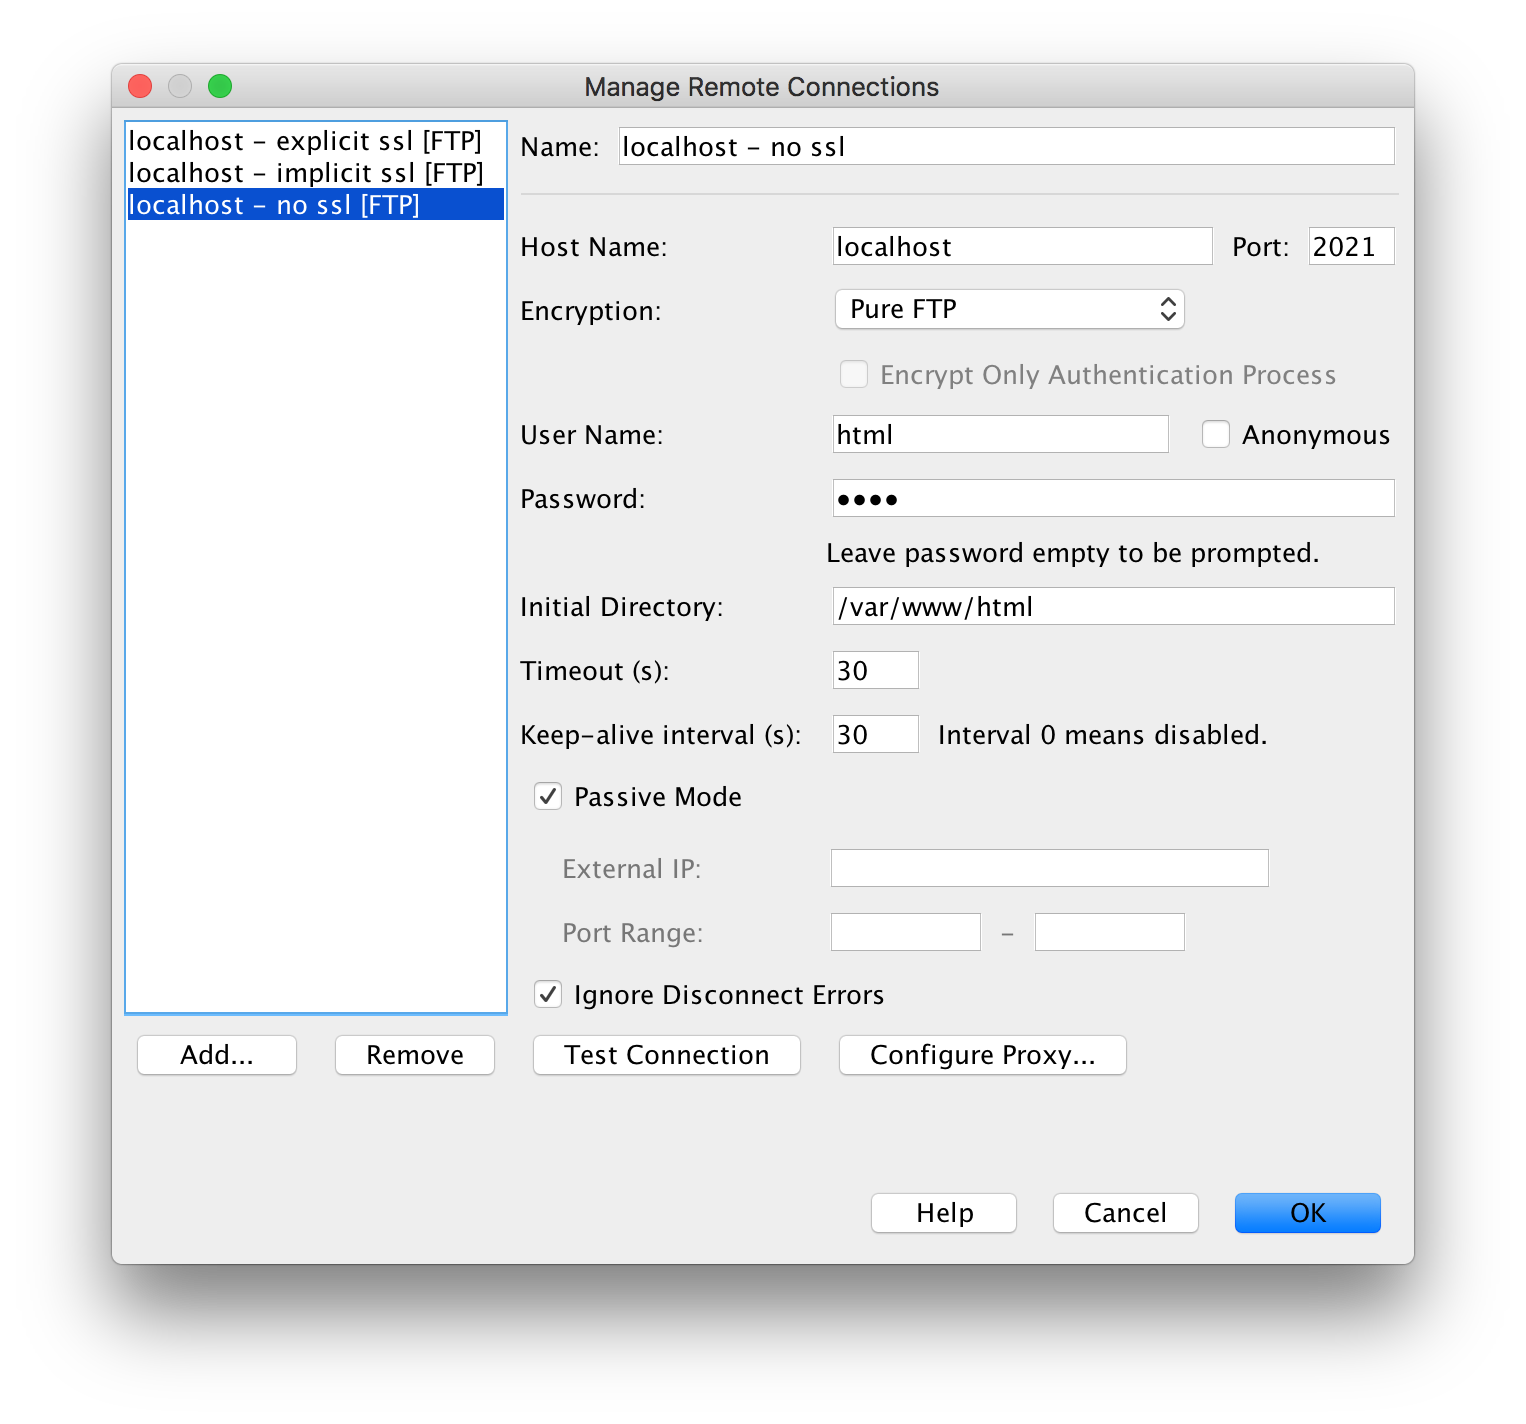 Manage Remote Connections
localhost - explicit ssl [FTP]
localhost - implicit ssl [FTP]
localhost - no ssl [FTP]
Name: localhost - no ssl
Host Name: localhost Port: 2021
Encryption: Pure FTP
Encrypt Only Authentication Process
User Name: html Anonymous
Password: ••••
Leave password empty to be prompted.
Initial Directory: /var/www/html
Timeout (s): 30
Keep-alive interval (s): 30 Interval 0 means disabled.
Passive Mode
External IP:
Port Range: -
Ignore Disconnect Errors
Add... Remove Test Connection Configure Proxy...
Help Cancel OK